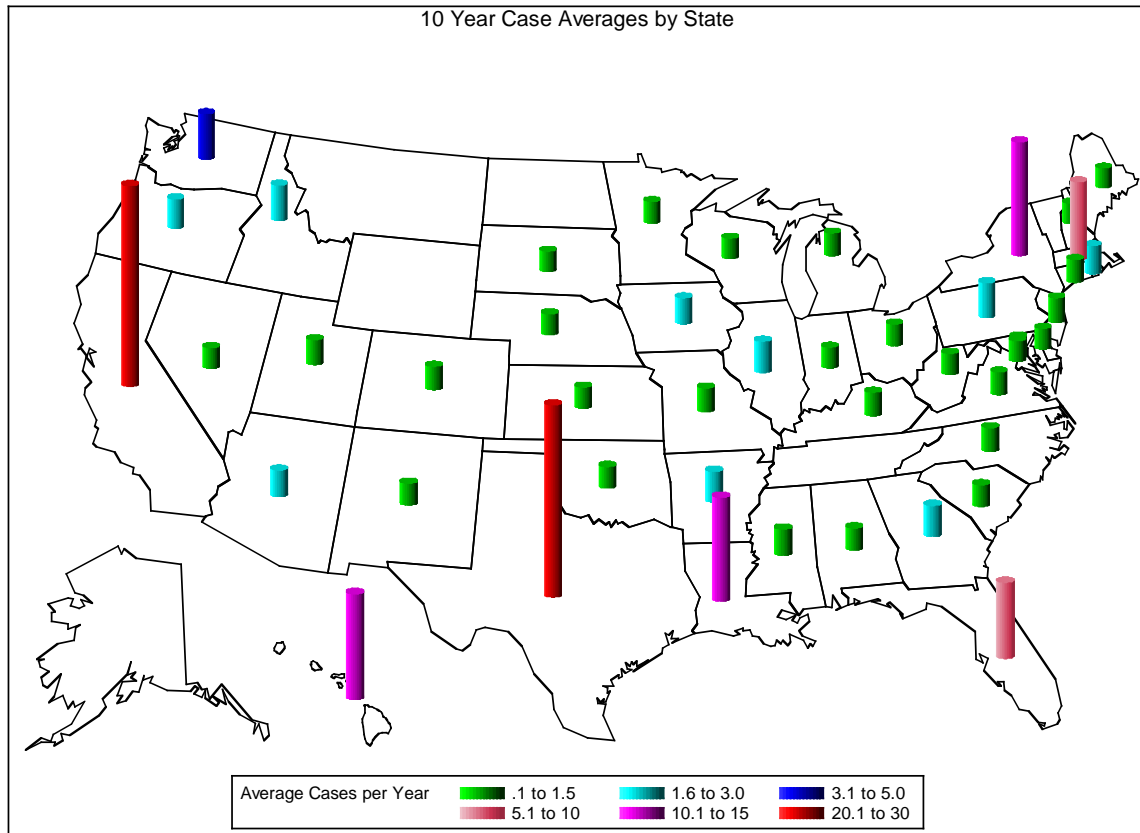 10 Year Case Averages by State
Average Cases per Year .1 to 1.5 1.6 to 3.0 3.1 to 5.0
5.1 to 10 10.1 to 15 20.1 to 30